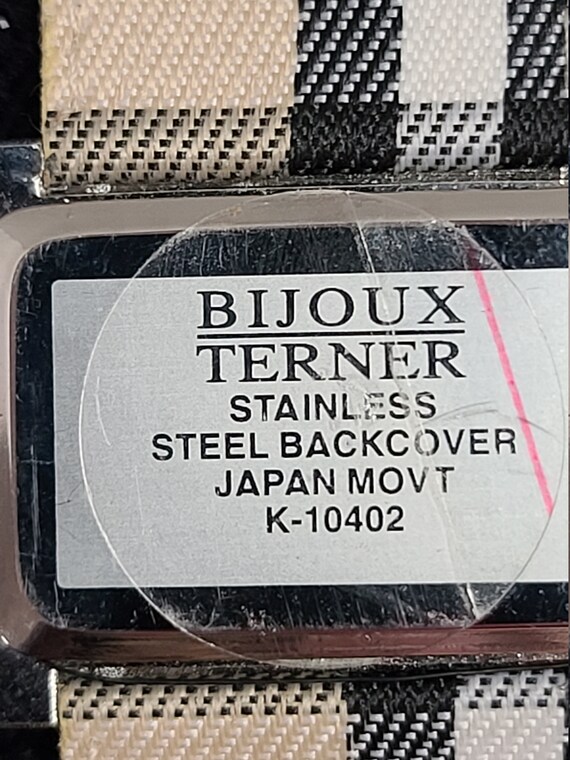 BIJOUX
TERNER
STAINLESS
STEEL BACKCOVER
JAPAN MOVT
K-10402